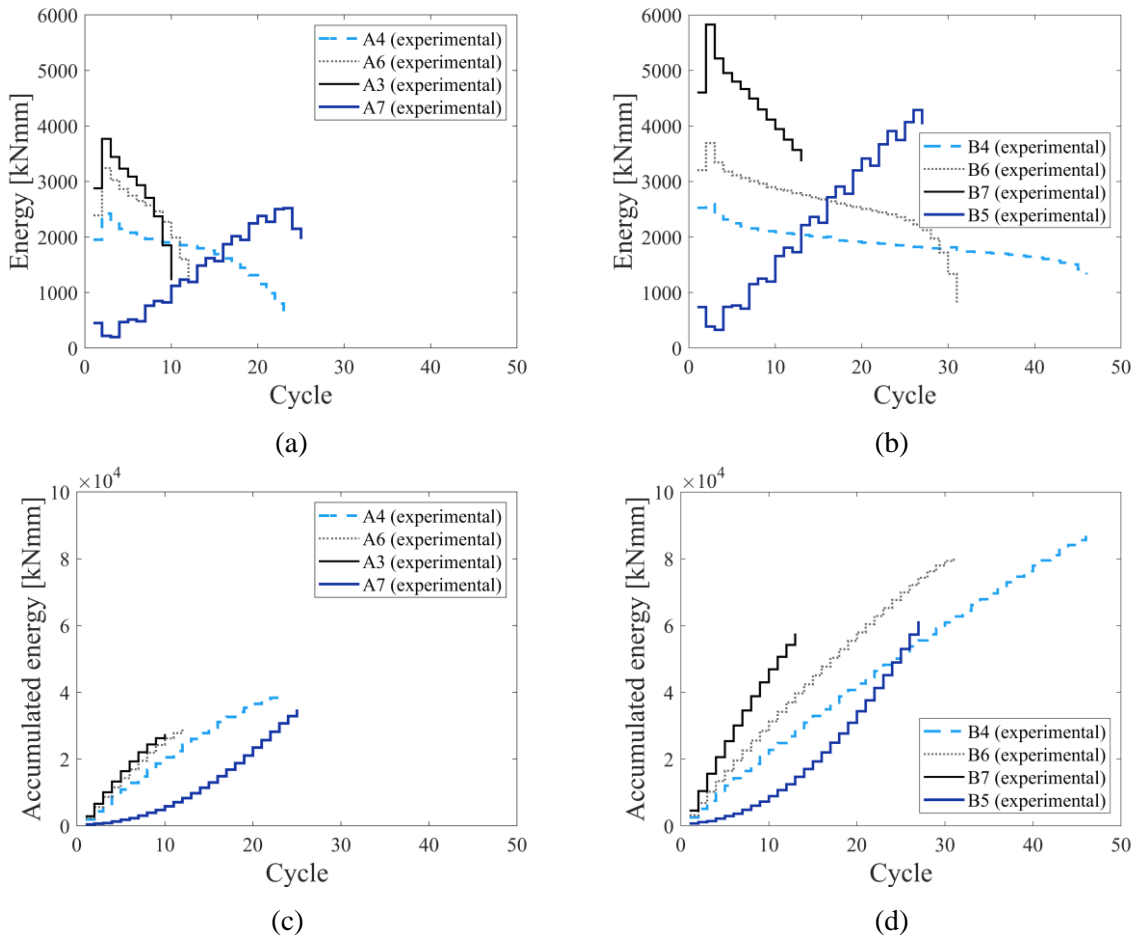 6000
5000
4000
3000
2000
1000
0
Energy [kNmm]
A4 (experimental)
A6 (experimental)
A3 (experimental)
A7 (experimental)
0 10 20 30 40 50
Cycle
(a)
6000
5000
4000
3000
2000
1000
0
Energy [kNmm]
B4 (experimental)
B6 (experimental)
B7 (experimental)
B5 (experimental)
0 10 20 30 40 50
Cycle
(b)
×10⁴
10
8
6
4
2
0
Accumulated energy [kNmm]
A4 (experimental)
A6 (experimental)
A3 (experimental)
A7 (experimental)
0 10 20 30 40 50
Cycle
(c)
×10⁴
10
8
6
4
2
0
Accumulated energy [kNmm]
B4 (experimental)
B6 (experimental)
B7 (experimental)
B5 (experimental)
0 10 20 30 40 50
Cycle
(d)